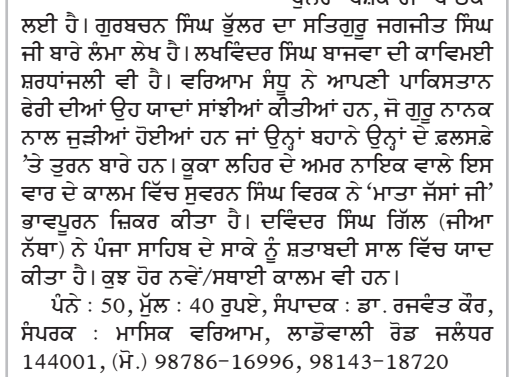 ਲਈ ਹੈ। ਗੁਰਬਚਨ ਸਿੰਘ ਭੁੱਲਰ ਦਾ ਸਤਿਗੁਰੂ ਜਗਜੀਤ ਸਿੰਘ
ਜੀ ਬਾਰੇ ਲੰਮਾ ਲੇਖ ਹੈ। ਲਖਵਿੰਦਰ ਸਿੰਘ ਬਾਜਵਾ ਦੀ ਕਾਵਿਮਈ
ਸ਼ਰਧਾਂਜਲੀ ਵੀ ਹੈ। ਵਰਿਆਮ ਸੰਧੂ ਨੇ ਆਪਣੀ ਪਾਕਿਸਤਾਨ
ਫੇਰੀ ਦੀਆਂ ਉਹ ਯਾਦਾਂ ਸਾਂਝੀਆਂ ਕੀਤੀਆਂ ਹਨ, ਜੋ ਗੁਰੂ ਨਾਨਕ
ਨਾਲ ਜੁੜੀਆਂ ਹੋਈਆਂ ਹਨ ਜਾਂ ਉਨ੍ਹਾਂ ਬਹਾਨੇ ਉਨ੍ਹਾਂ ਦੇ ਫ਼ਲਸਫ਼ੇ
'ਤੇ ਤੁਰਨ ਬਾਰੇ ਹਨ। ਕੂਕਾ ਲਹਿਰ ਦੇ ਅਮਰ ਨਾਇਕ ਵਾਲੇ ਇਸ
ਵਾਰ ਦੇ ਕਾਲਮ ਵਿੱਚ ਸੁਵਰਨ ਸਿੰਘ ਵਿਰਕ ਨੇ 'ਮਾਤਾ ਜੱਸਾਂ ਜੀ'
ਭਾਵਪੂਰਨ ਜ਼ਿਕਰ ਕੀਤਾ ਹੈ। ਦਵਿੰਦਰ ਸਿੰਘ ਗਿੱਲ (ਜੀਆ
ਨੱਥਾ) ਨੇ ਪੰਜਾ ਸਾਹਿਬ ਦੇ ਸਾਕੇ ਨੂੰ ਸ਼ਤਾਬਦੀ ਸਾਲ ਵਿੱਚ ਯਾਦ
ਕੀਤਾ ਹੈ। ਕੁਝ ਹੋਰ ਨਵੇਂ/ਸਥਾਈ ਕਾਲਮ ਵੀ ਹਨ।
ਪੰਨੇ : 50, ਮੁੱਲ : 40 ਰੁਪਏ, ਸੰਪਾਦਕ : ਡਾ. ਰਜਵੰਤ ਕੌਰ,
ਸੰਪਰਕ : ਮਾਸਿਕ ਵਰਿਆਮ, ਲਾਡੋਵਾਲੀ ਰੋਡ ਜਲੰਧਰ
144001, (ਮੋ.) 98786-16996, 98143-18720